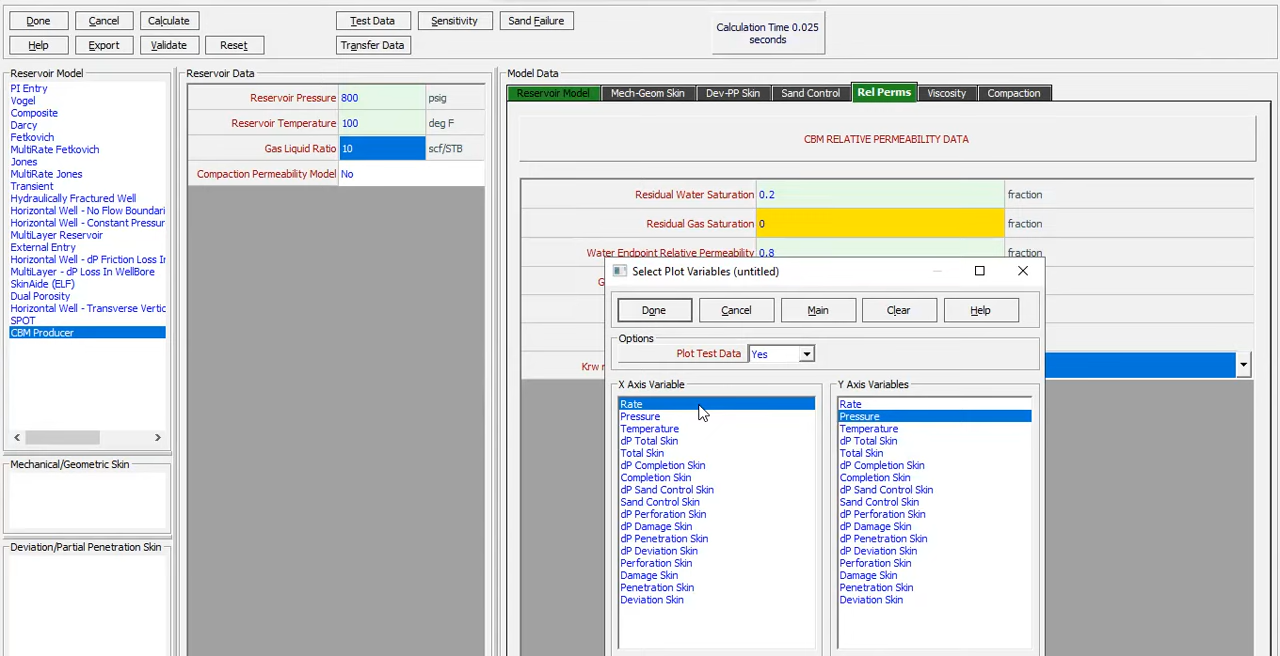 Done Cancel Calculate Test Data Sensitivity Sand Failure
Help Export Validate Reset Transfer Data
Calculation Time 0.025
seconds
Reservoir Model
PI Entry
Vogel
Composite
Darcy
Fetkovich
MultiRate Fetkovich
Jones
MultiRate Jones
Transient
Hydraulically Fractured Well
Horizontal Well - No Flow Boundari
Horizontal Well - Constant Pressur
MultiLayer Reservoir
External Entry
Horizontal Well - dP Friction Loss Ir
MultiLayer - dP Loss In WellBore
SkinAide (ELF)
Dual Porosity
Horizontal Well - Transverse Vertic
SPOT
CBM Producer
Mechanical/Geometric Skin
Deviation/Partial Penetration Skin
Reservoir Data
Reservoir Pressure 800 psig
Reservoir Temperature 100 deg F
Gas Liquid Ratio 10 scf/STB
Compaction Permeability Model No
Model Data
Reservoir Model Mech-Geom Skin Dev-PP Skin Sand Control Rel Perms Viscosity Compaction
CBM RELATIVE PERMEABILITY DATA
Residual Water Saturation 0.2 fraction
Residual Gas Saturation 0 fraction
Water Endpoint Relative Permeability 0.8 fraction
G
Krw r
Select Plot Variables (untitled)
Done Cancel Main Clear Help
Options
Plot Test Data Yes
X Axis Variable
Rate
Pressure
Temperature
dP Total Skin
Total Skin
dP Completion Skin
Completion Skin
dP Sand Control Skin
Sand Control Skin
dP Perforation Skin
dP Damage Skin
dP Penetration Skin
dP Deviation Skin
Perforation Skin
Damage Skin
Penetration Skin
Deviation Skin
Y Axis Variables
Rate
Pressure
Temperature
dP Total Skin
Total Skin
dP Completion Skin
Completion Skin
dP Sand Control Skin
Sand Control Skin
dP Perforation Skin
dP Damage Skin
dP Penetration Skin
dP Deviation Skin
Perforation Skin
Damage Skin
Penetration Skin
Deviation Skin